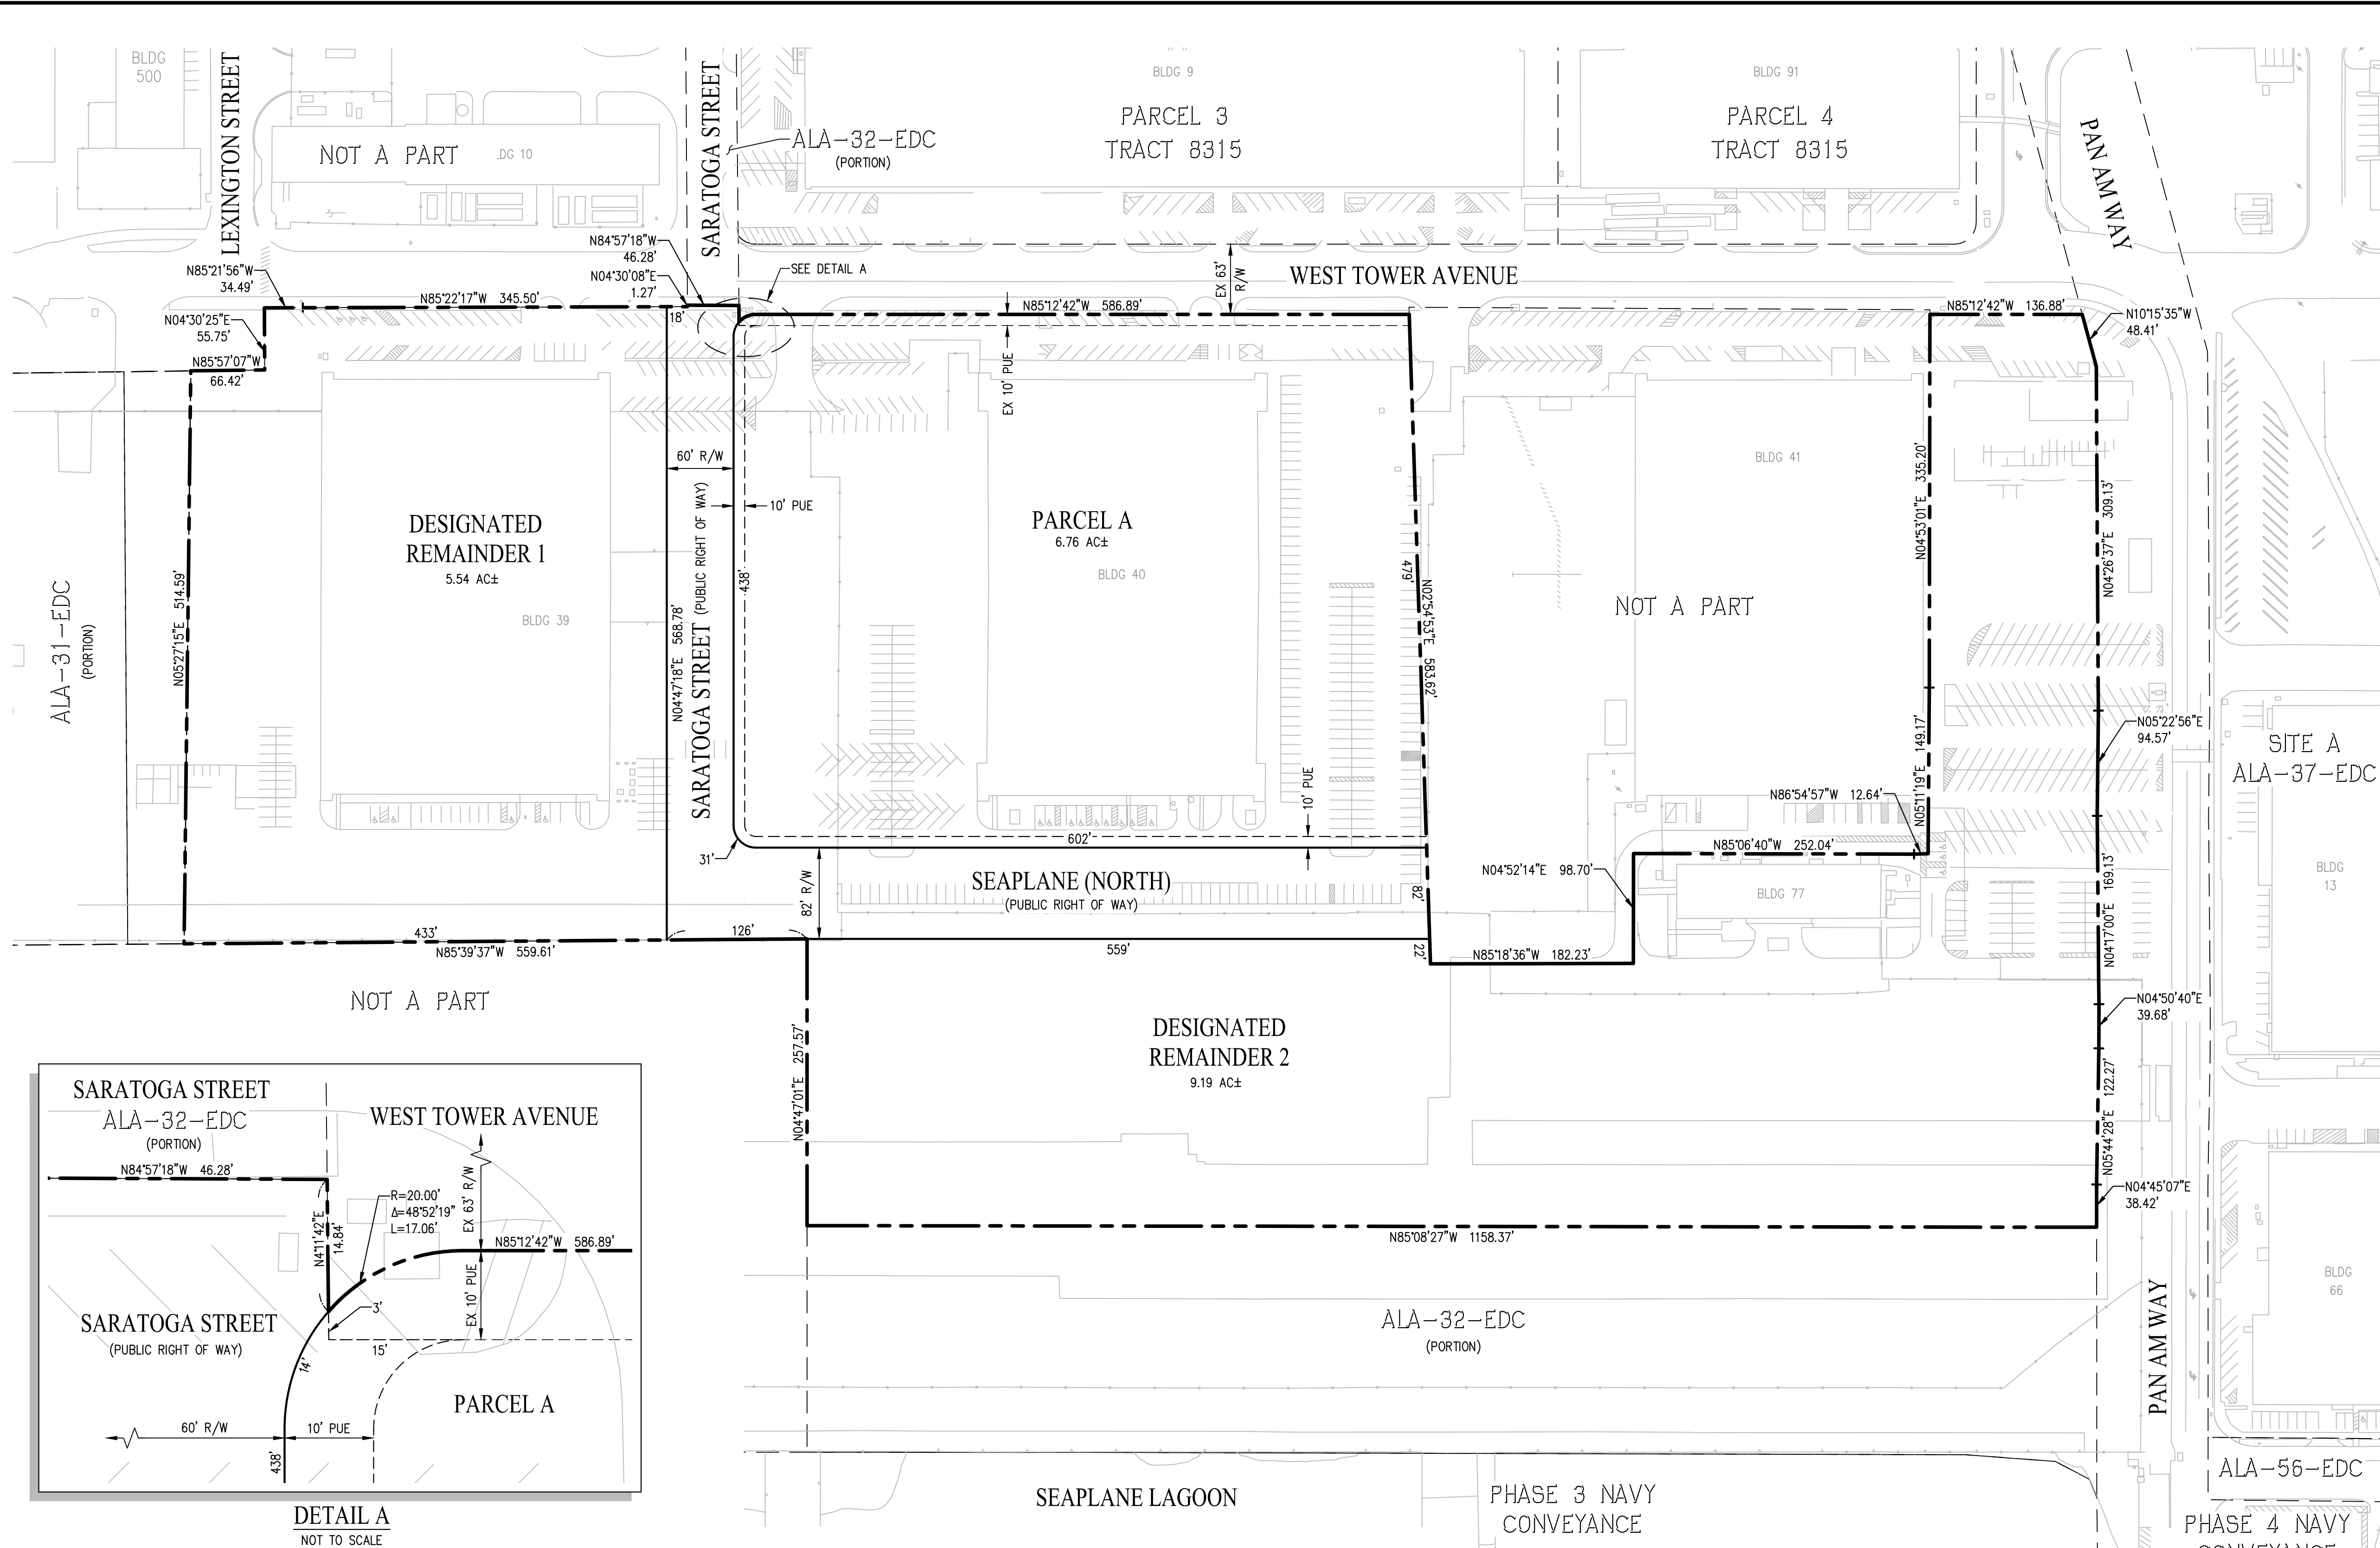 BLDG
500
LEXINGTON STREET
NOT A PART
.DG 10
SARATOGA STREET
ALA-32-EDC
(PORTION)
BLDG 9
PARCEL 3
TRACT 8315
BLDG 91
PARCEL 4
TRACT 8315
PAN AM WAY
N85°21'56"W
34.49'
N04°30'25"E
55.75'
N85°57'07"W
66.42'
N85°22'17"W 345.50'
N84°57'18"W
46.28'
N04°30'08"E
1.27'
18'
SEE DETAIL A
EX 63'
R/W
WEST TOWER AVENUE
N85°12'42"W 586.89'
EX 10' PUE
N85°12'42"W 136.88'
N10°15'35"W
48.41'
60' R/W
10' PUE
DESIGNATED
REMAINDER 1
5.54 AC±
BLDG 39
N05°27'15"E 514.59'
ALA-31-EDC
(PORTION)
N04°47'18"E 568.78'
SARATOGA STREET (PUBLIC RIGHT OF WAY)
438'
PARCEL A
6.76 AC±
BLDG 40
479'
N02°54'53"E 583.62'
BLDG 41
NOT A PART
N04°53'01"E 335.20'
N04°26'37"E 309.13'
N05°22'56"E
94.57'
SITE A
ALA-37-EDC
N05°11'19"E 149.17'
N86°54'57"W 12.64'
N85°06'40"W 252.04'
N04°52'14"E 98.70'
BLDG 77
BLDG
13
N04°17'00"E 169.13'
10' PUE
602'
31'
82' R/W
SEAPLANE (NORTH)
(PUBLIC RIGHT OF WAY)
82'
22'
433'
N85°39'37"W 559.61'
126'
559'
N85°18'36"W 182.23'
N04°50'40"E
39.68'
NOT A PART
N04°47'01"E 257.57'
DESIGNATED
REMAINDER 2
9.19 AC±
N05°44'28"E 122.27'
N04°45'07"E
38.42'
N85°08'27"W 1158.37'
BLDG
66
ALA-32-EDC
(PORTION)
PAN AM WAY
SEAPLANE LAGOON
PHASE 3 NAVY
CONVEYANCE
ALA-56-EDC
PHASE 4 NAVY
CONVEYANCE
SARATOGA STREET
ALA-32-EDC
(PORTION)
WEST TOWER AVENUE
N84°57'18"W 46.28'
N4°11'42"E
14.84'
R=20.00'
Δ=48°52'19"
L=17.06'
EX 63' R/W
N85°12'42"W 586.89'
EX 10' PUE
3'
15'
14'
SARATOGA STREET
(PUBLIC RIGHT OF WAY)
PARCEL A
60' R/W
10' PUE
438'
DETAIL A
NOT TO SCALE